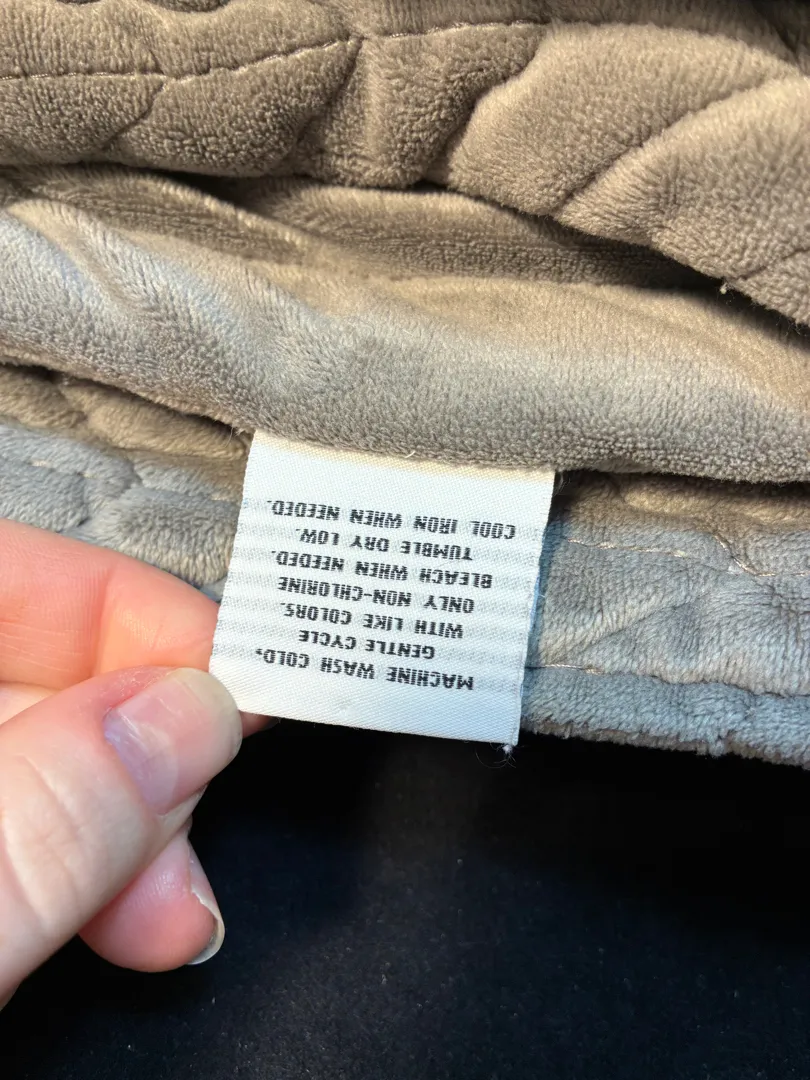 MACHINE WASH COLD,
GENTLE CYCLE
WITH LIKE COLORS.
ONLY NON-CHLORINE
BLEACH WHEN NEEDED.
TUMBLE DRY LOW.
COOL IRON WHEN NEEDED.